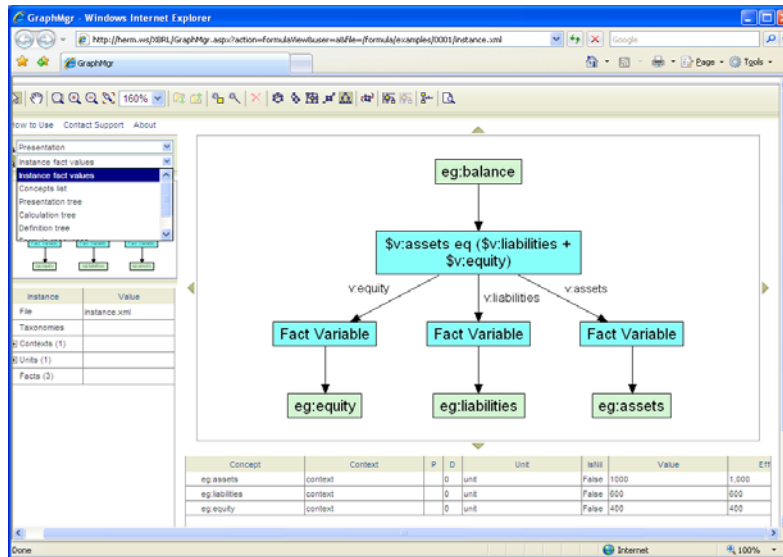 GraphMgr - Windows Internet Explorer
http://herm.ws/XBRL/GraphMgr.aspx?action=formulaView&user=a&file=/formula/examples/0001/instance.xml
Google
GraphMgr
Page
Tools
160%
How to Use Contact Support About
Presentation
Instance fact values
Instance fact values
Concepts list
Presentation tree
Calculation tree
Definition tree
Instance Value
File instance.xml
Taxonomies
Contexts (1)
Units (1)
Facts (3)
eg:balance
$v:assets eq ($v:liabilities +
$v:equity)
v:equity
v:liabilities
v:assets
Fact Variable Fact Variable Fact Variable
eg:equity eg:liabilities eg:assets
Concept Context P D Unit IsNil Value Eff
eg:assets context 0 unit False 1000 1,000
eg:liabilities context 0 unit False 600 600
eg:equity context 0 unit False 400 400
Done Internet 100%